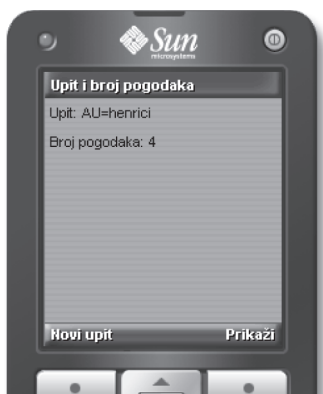 Sun
microsystems
Upit i broj pogodaka
Upit: AU=henrici
Broj pogodaka: 4
Novi upit Prikaži